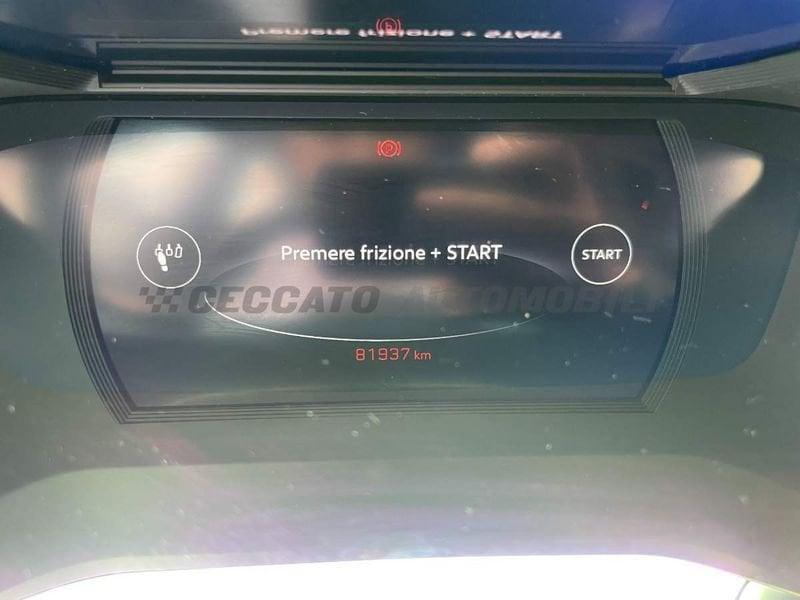 Premere frizione + START
START
CECCATO AUTOMOBILI
81937 km